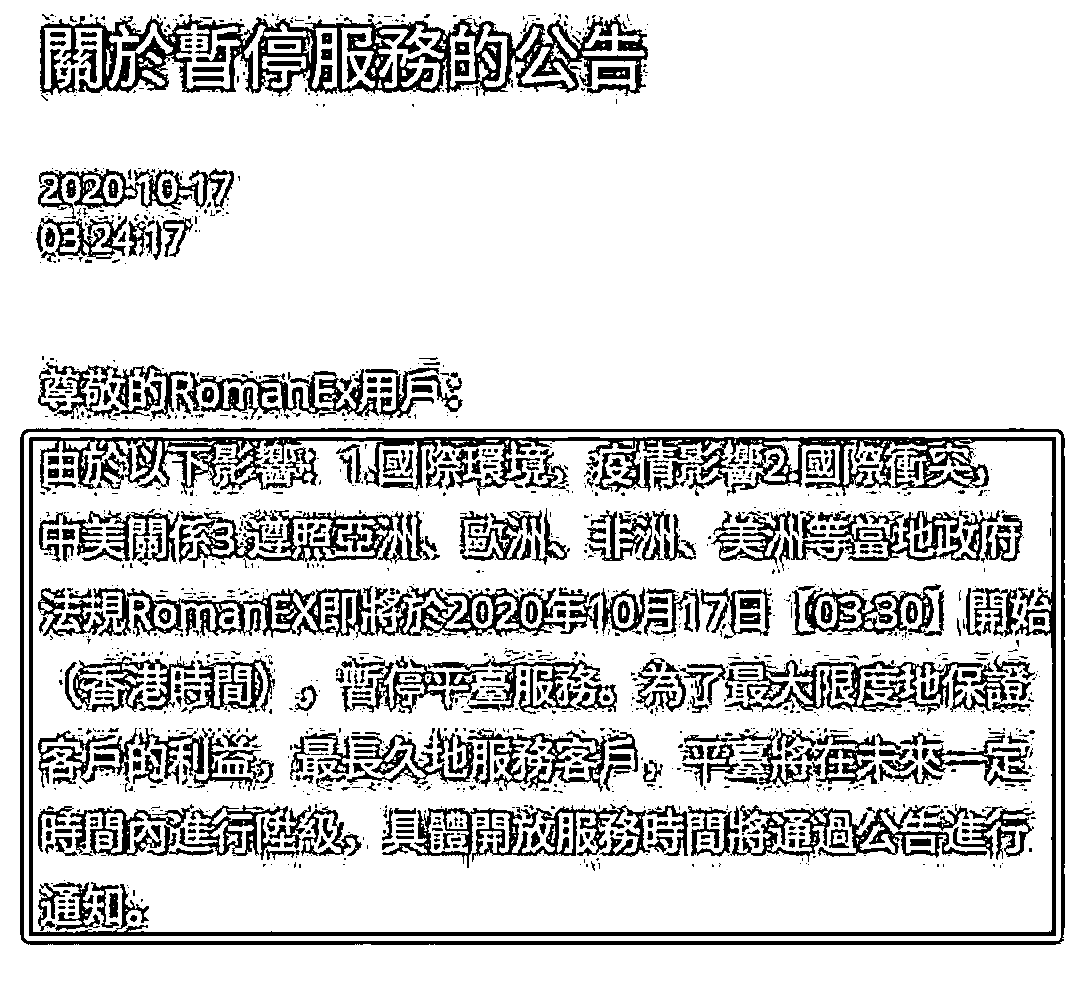 關於暫停服務的公告
2020-10-17
03:24:17
尊敬的RomanEx用戶：
由於以下影響：1.國際環境，疫情影響2.國際衝突，
中美關係3.遵照亞洲、歐洲、非洲、美洲等當地政府
法規RomanEX即將於2020年10月17日【03:30】開始
（香港時間），暫停平臺服務。為了最大限度地保證
客戶的利益，最長久地服務客戶，平臺將在未來一定
時間內進行陞級，具體開放服務時間將通過公告進行
通知。